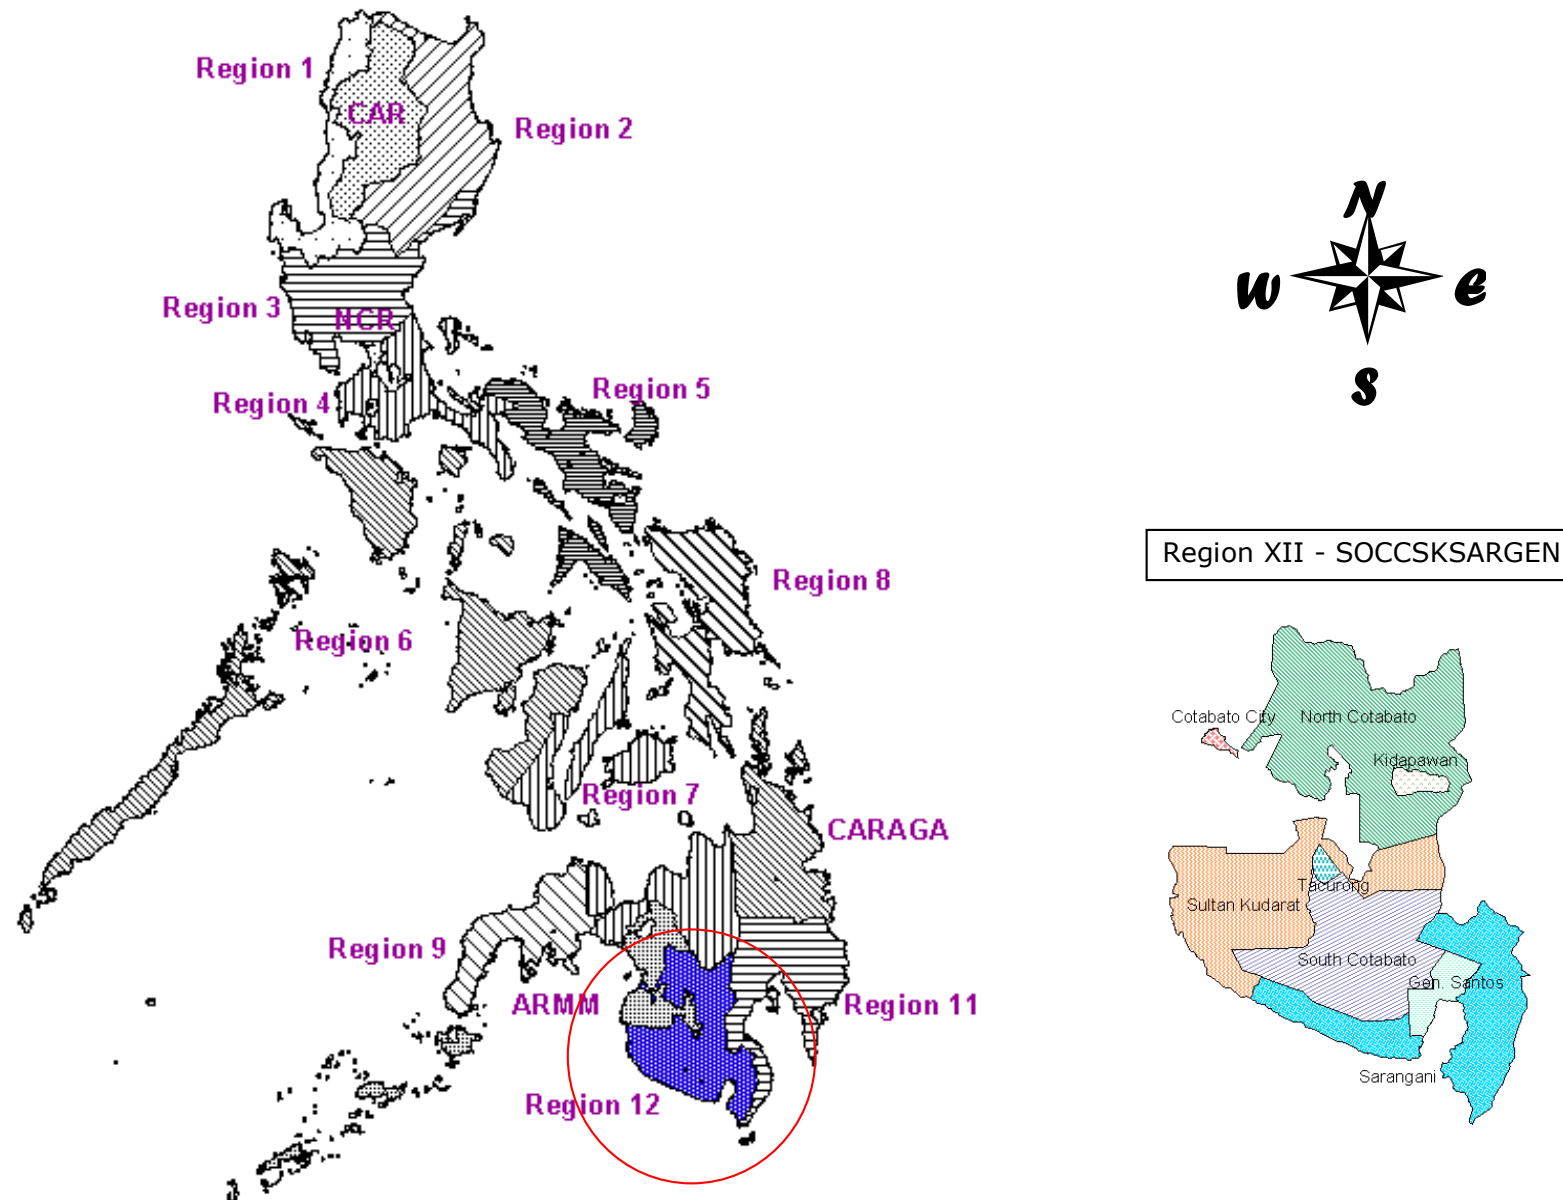 Region 1
CAR
Region 2
Region 3
NCR
Region 4
Region 5
Region 8
Region 6
Region 7
CARAGA
Region 9
ARMM
Region 11
Region 12
N
W
E
S
Region XII - SOCCSKSARGEN
Cotabato City
North Cotabato
Kidapawan
Tacurong
Sultan Kudarat
South Cotabato
Gen. Santos
Sarangani